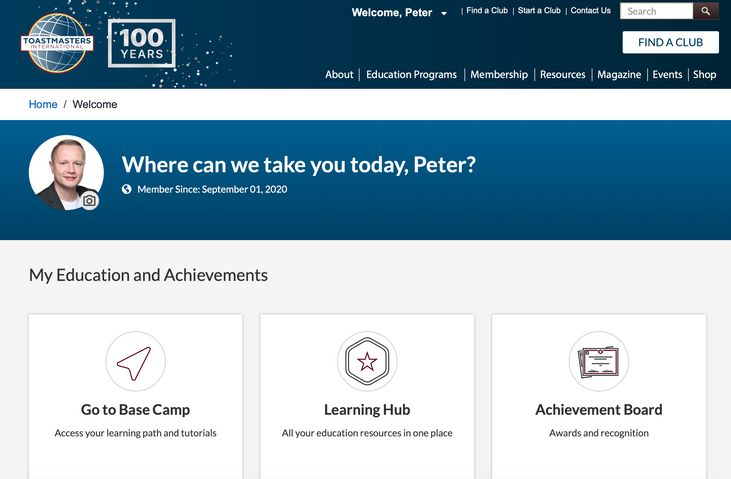 Welcome, Peter
Find a Club
Start a Club
Contact Us
Search
TOASTMASTERS
INTERNATIONAL
100
YEARS
FIND A CLUB
About
Education Programs
Membership
Resources
Magazine
Events
Shop
Home / Welcome
Where can we take you today, Peter?
Member Since: September 01, 2020
My Education and Achievements
Go to Base Camp
Access your learning path and tutorials
Learning Hub
All your education resources in one place
Achievement Board
Awards and recognition